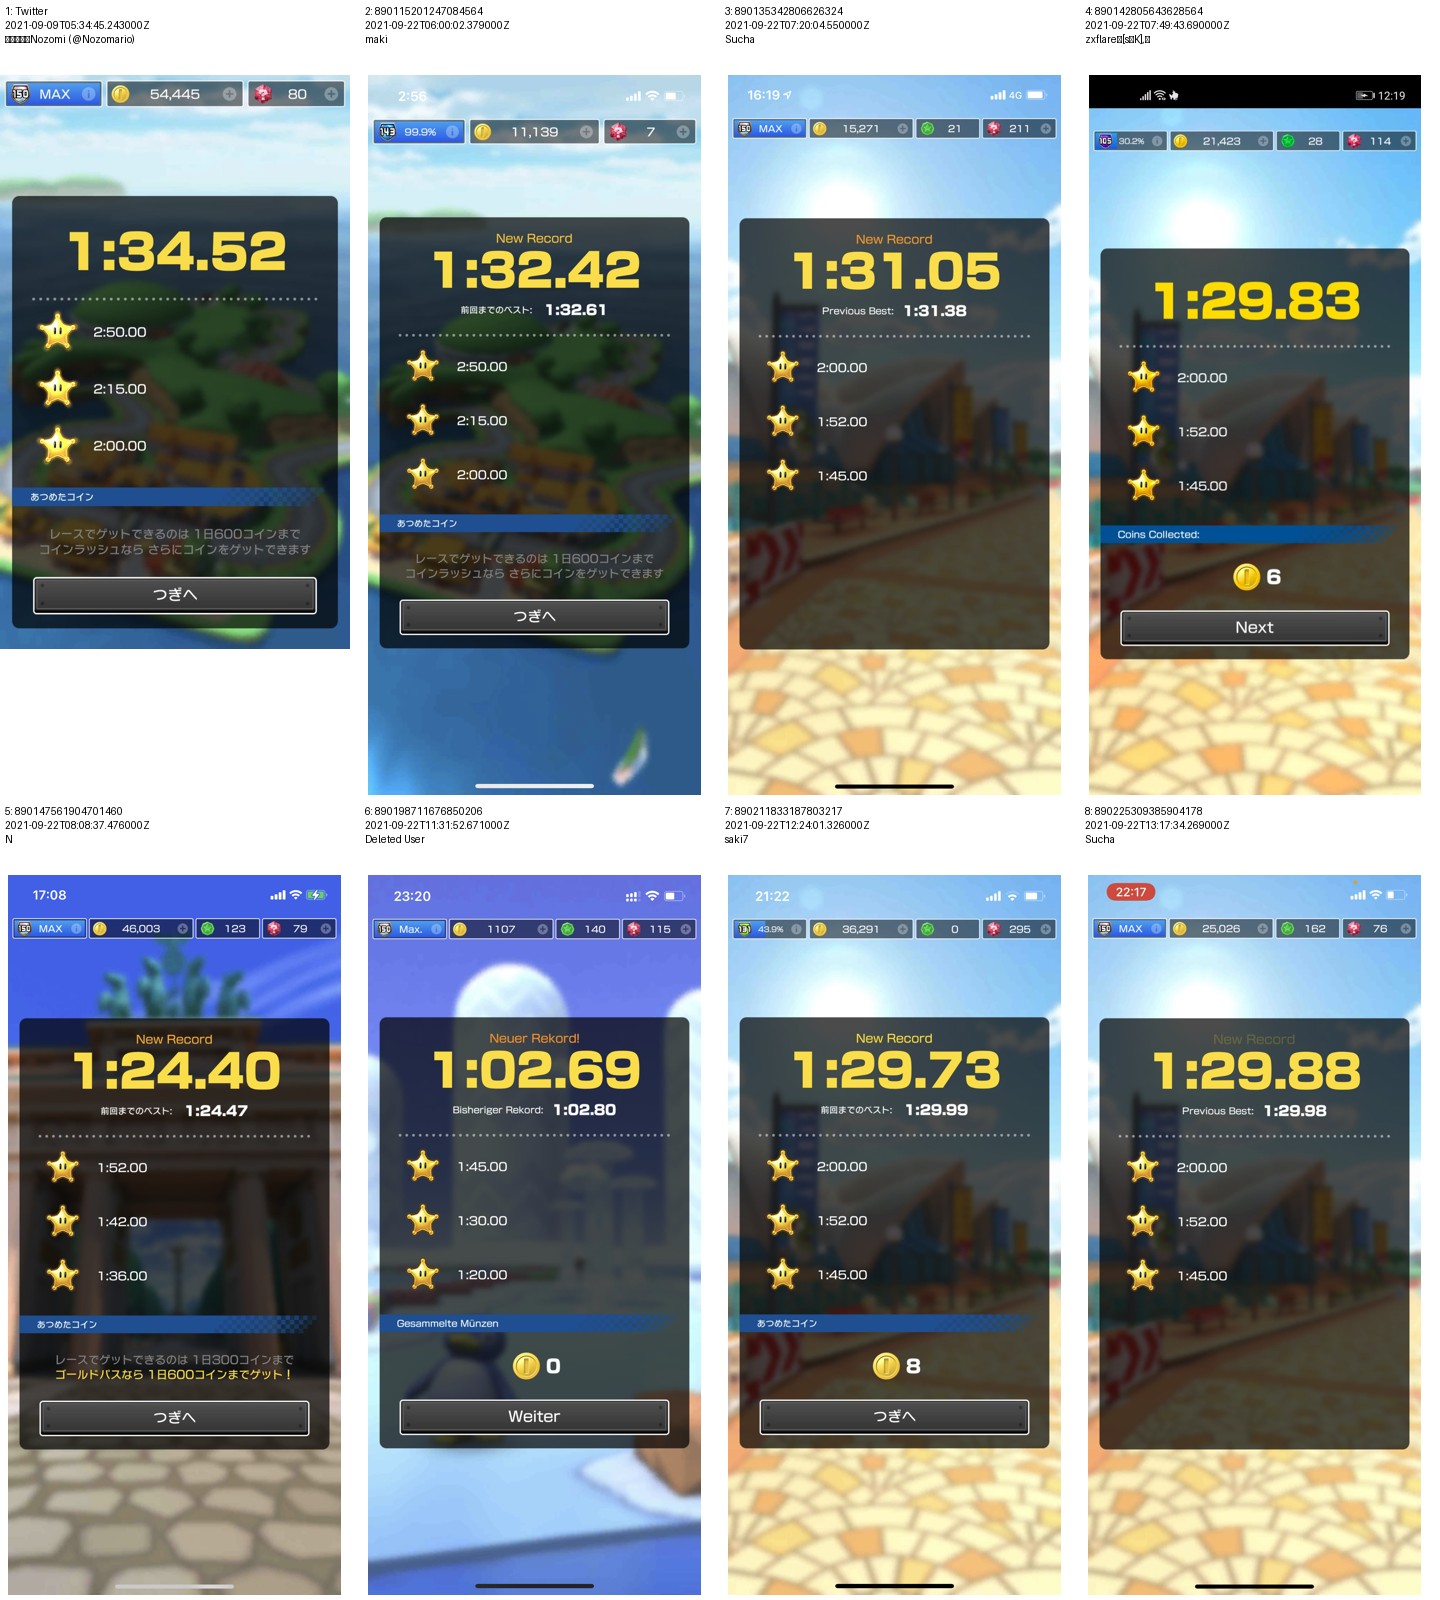 1: Twitter
2021-09-09T05:34:45.243000Z
Nozomi (@Nozomario)
150 MAX 54,445 80
1:34.52
2:50.00
2:15.00
2:00.00
あつめたコイン
レースでゲットできるのは 1日600コインまで
コインラッシュなら さらにコインをゲットできます
つぎへ
2: 890115201247084564
2021-09-22T06:00:02.379000Z
maki
2:56
143 99.9% 11,139 7
New Record
1:32.42
前回までのベスト: 1:32.61
2:50.00
2:15.00
2:00.00
あつめたコイン
レースでゲットできるのは 1日600コインまで
コインラッシュなら さらにコインをゲットできます
つぎへ
3: 890135342806626324
2021-09-22T07:20:04.550000Z
Sucha
16:19 4G
150 MAX 15,271 21 211
New Record
1:31.05
Previous Best: 1:31.38
2:00.00
1:52.00
1:45.00
4: 890142805643628564
2021-09-22T07:49:43.690000Z
zxflare
12:19
105 30.2% 21,423 28 114
1:29.83
2:00.00
1:52.00
1:45.00
Coins Collected:
6
Next
5: 890147561904701460
2021-09-22T08:08:37.476000Z
N
17:08
150 MAX 46,003 123 79
New Record
1:24.40
前回までのベスト: 1:24.47
1:52.00
1:42.00
1:36.00
あつめたコイン
レースでゲットできるのは 1日300コインまで
ゴールドパスなら 1日600コインまでゲット！
つぎへ
6: 890198711676850206
2021-09-22T11:31:52.671000Z
Deleted User
23:20
150 Max. 1107 140 115
Neuer Rekord!
1:02.69
Bisheriger Rekord: 1:02.80
1:45.00
1:30.00
1:20.00
Gesammelte Münzen
0
Weiter
7: 890211833187803217
2021-09-22T12:24:01.326000Z
saki7
21:22
43.9% 36,291 0 295
New Record
1:29.73
前回までのベスト: 1:29.99
2:00.00
1:52.00
1:45.00
あつめたコイン
8
つぎへ
8: 890225309385904178
2021-09-22T13:17:34.269000Z
Sucha
22:17
150 MAX 25,026 162 76
New Record
1:29.88
Previous Best: 1:29.98
2:00.00
1:52.00
1:45.00